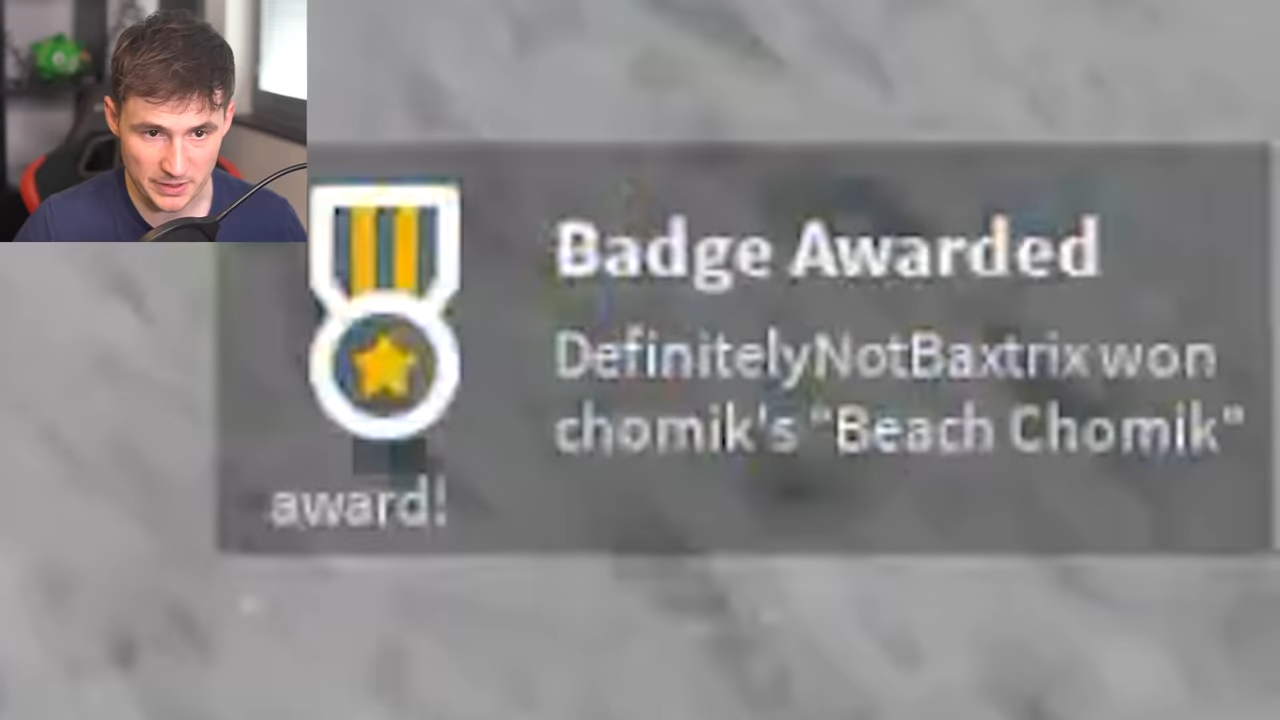 Badge Awarded
DefinitelyNotBaxtrix won
chomik's "Beach Chomik"
award!